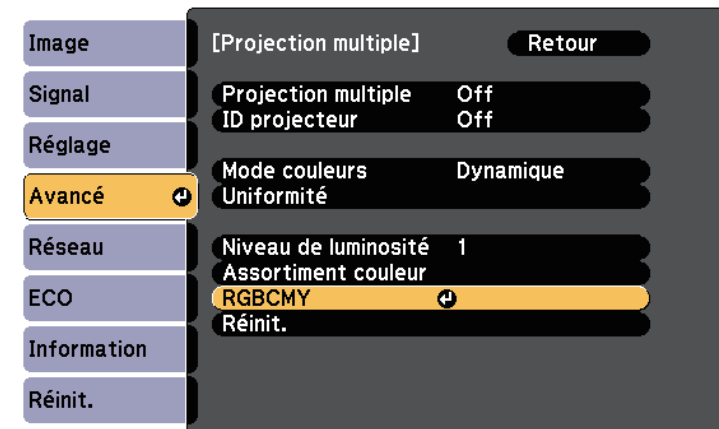 Image
Signal
Réglage
Avancé
Réseau
ECO
Information
Réinit.
[Projection multiple] Retour
Projection multiple Off
ID projecteur Off
Mode couleurs Dynamique
Uniformité
Niveau de luminosité 1
Assortiment couleur
RGBCMY
Réinit.